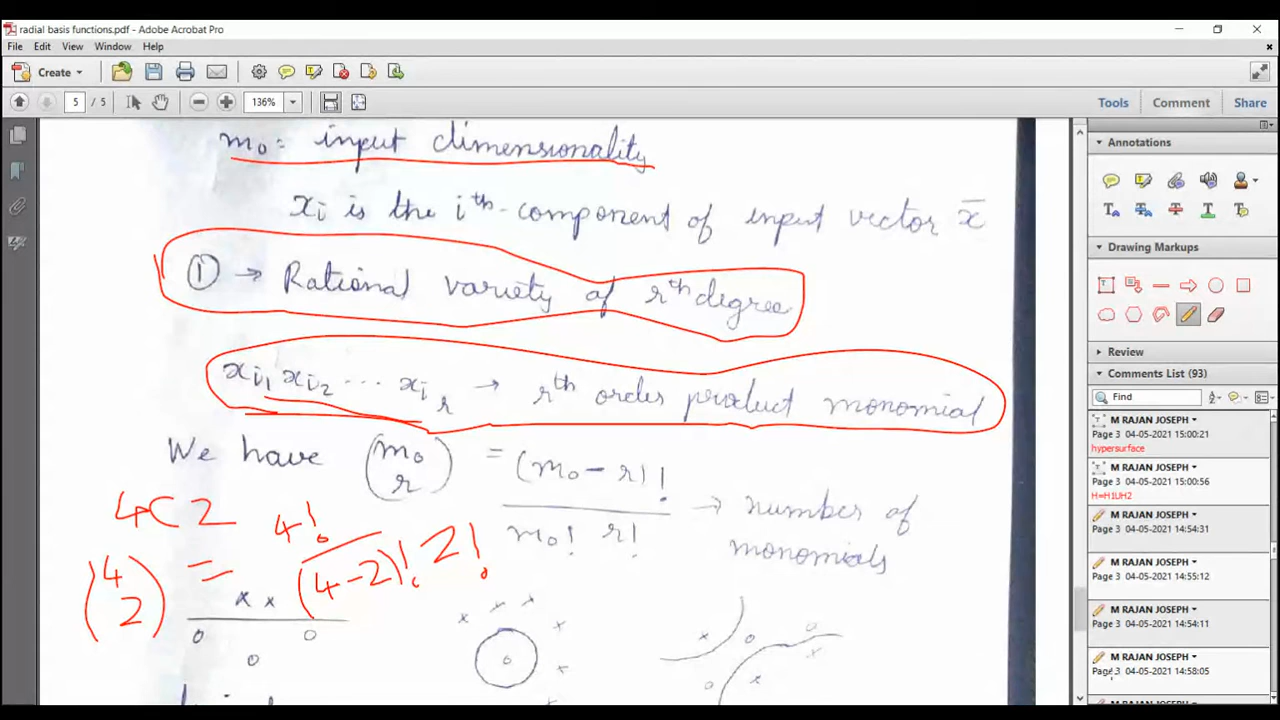 radial basis functions.pdf - Adobe Acrobat Pro
File Edit View Window Help
Create
5 / 5 136% Tools Comment Share
m₀ = input dimensionality
xᵢ is the iᵗʰ-component of input vector x̄
① → Rational variety of rᵗʰ degree
xᵢ₁ xᵢ₂ ... xᵢᵣ → rᵗʰ order product monomial
We have (m₀ r) = (m₀ - r)! / m₀! r! → number of monomials
4C2
(4 2) = 4! / (4-2)! 2!
Annotations
Drawing Markups
Review
Comments List (93)
Find
M RAJAN JOSEPH
Page 3 04-05-2021 15:00:21
hypersurface
M RAJAN JOSEPH
Page 3 04-05-2021 15:00:56
H=H1UH2
M RAJAN JOSEPH
Page 3 04-05-2021 14:54:31
M RAJAN JOSEPH
Page 3 04-05-2021 14:55:12
M RAJAN JOSEPH
Page 3 04-05-2021 14:54:11
M RAJAN JOSEPH
Page 3 04-05-2021 14:58:05
M RAJAN JOSEPH